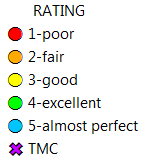 RATING
1-poor
2-fair
3-good
4-excellent
5-almost perfect
TMC